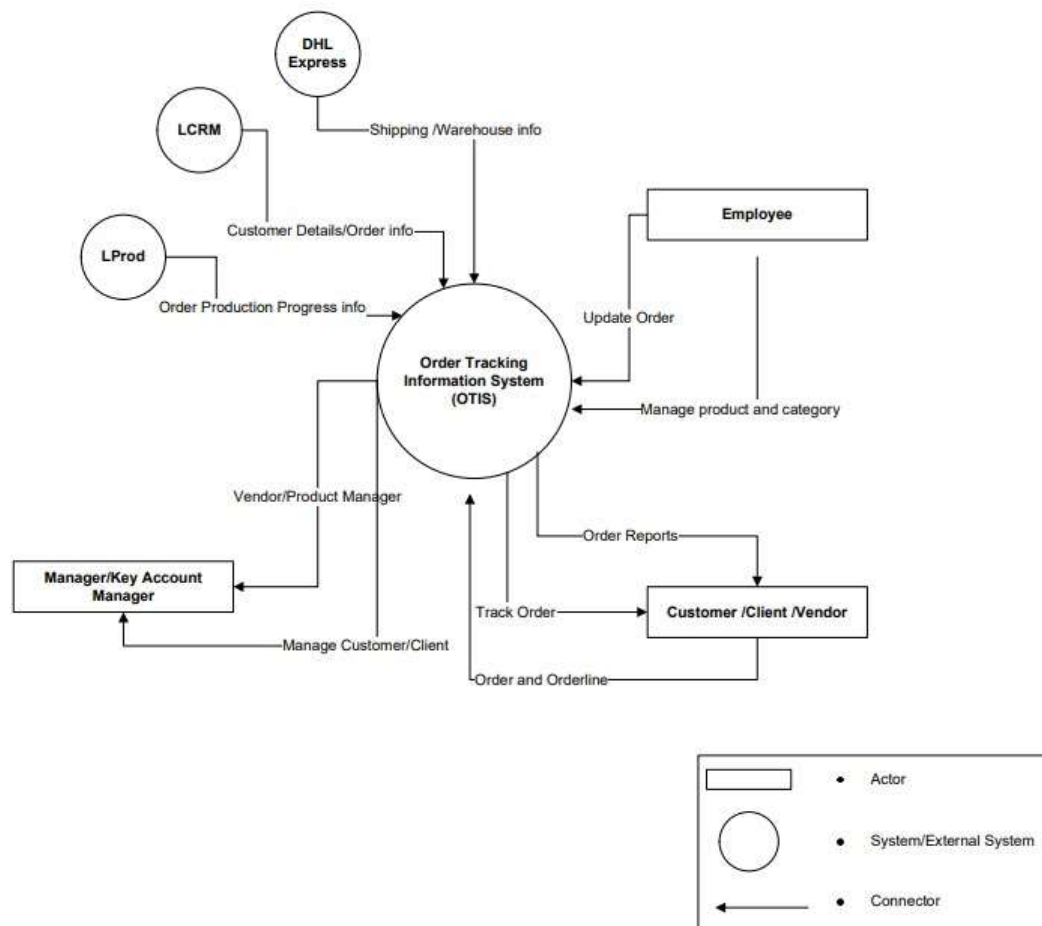 DHL
Express
Shipping /Warehouse info
LCRM
Customer Details/Order info
LProd
Order Production Progress info
Employee
Update Order
Manage product and category
Order Tracking
Information System
(OTIS)
Vendor/Product Manager
Manager/Key Account
Manager
Manage Customer/Client
Order Reports
Track Order
Customer /Client /Vendor
Order and Orderline
Actor
System/External System
Connector